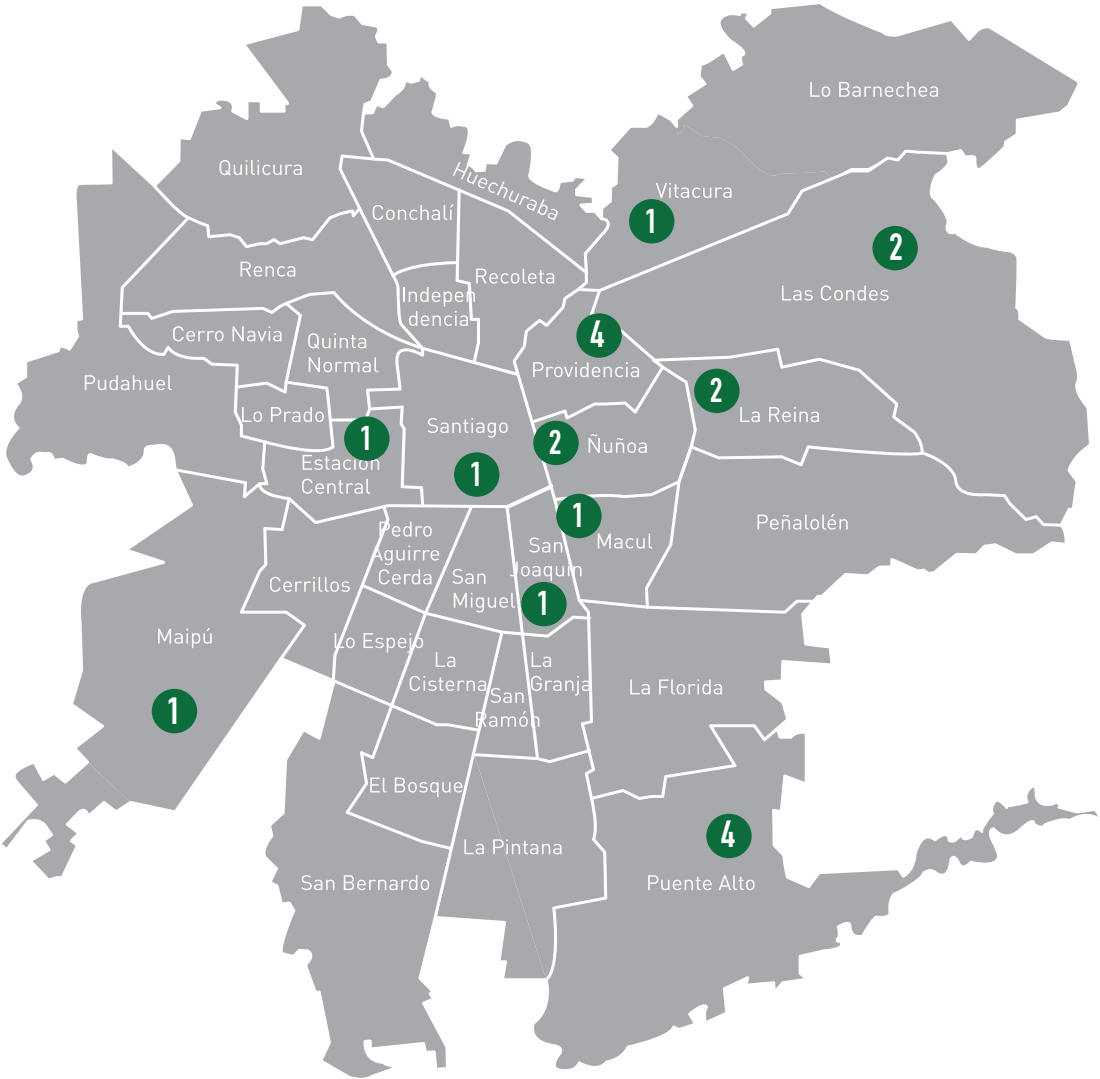 Lo Barnechea
Quilicura
Huechuraba
Vitacura
1
Conchalí
2
Renca
Recoleta
Las Condes
Indepen
dencia
Cerro Navia
Quinta
Normal
4
Providencia
Pudahuel
2
La Reina
Lo Prado
Santiago
1
2
Ñuñoa
Estación
Central
1
1
Peñalolén
Macul
Pedro
Aguirre
Cerda
San
Joaquín
1
San
Miguel
Cerrillos
Maipú
1
Lo Espejo
La
Cisterna
La
Granja
La Florida
San
Ramón
El Bosque
4
Puente Alto
La Pintana
San Bernardo